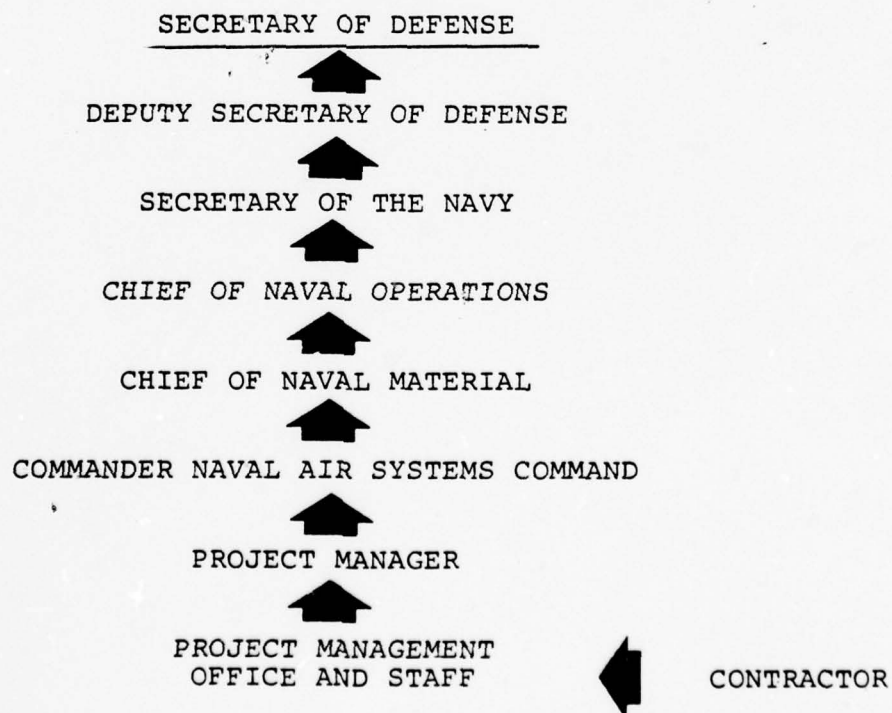 SECRETARY OF DEFENSE
DEPUTY SECRETARY OF DEFENSE
SECRETARY OF THE NAVY
CHIEF OF NAVAL OPERATIONS
CHIEF OF NAVAL MATERIAL
COMMANDER NAVAL AIR SYSTEMS COMMAND
PROJECT MANAGER
PROJECT MANAGEMENT
OFFICE AND STAFF
CONTRACTOR